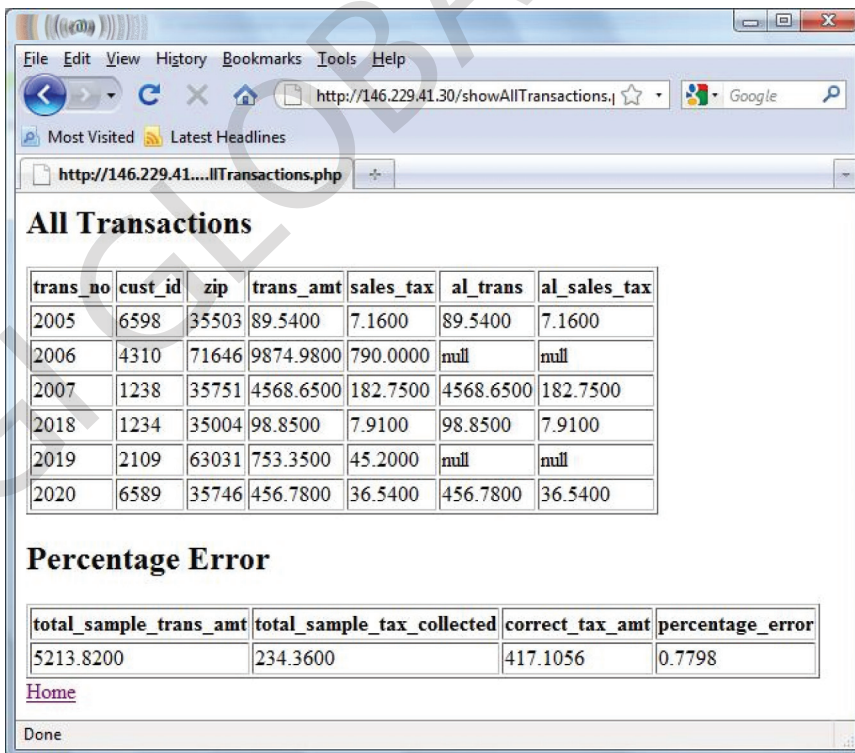 File Edit View History Bookmarks Tools Help
http://146.229.41.30/showAllTransactions.
Google
Most Visited Latest Headlines
http://146.229.41....llTransactions.php
All Transactions
trans_no cust_id zip trans_amt sales_tax al_trans al_sales_tax
2005 6598 35503 89.5400 7.1600 89.5400 7.1600
2006 4310 71646 9874.9800 790.0000 null null
2007 1238 35751 4568.6500 182.7500 4568.6500 182.7500
2018 1234 35004 98.8500 7.9100 98.8500 7.9100
2019 2109 63031 753.3500 45.2000 null null
2020 6589 35746 456.7800 36.5400 456.7800 36.5400
Percentage Error
total_sample_trans_amt total_sample_tax_collected correct_tax_amt percentage_error
5213.8200 234.3600 417.1056 0.7798
Home
Done
GI GLOBA